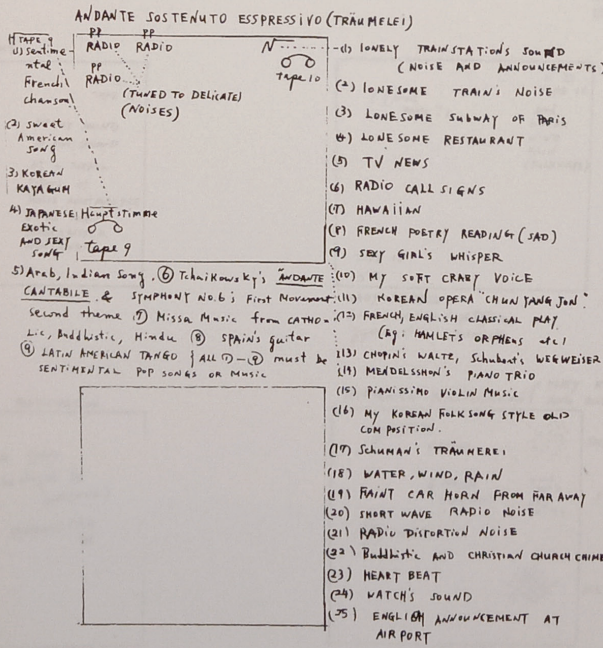 ANDANTE SOSTENUTO ESSPRESSIVO (TRÄUMELEI)
H TAPE 9
1) Sentime
ntal
French
chanson
(2) Sweet
American
SONG
3) KOREAN
KAYAGUM
4) JAPANESE
EXOTIC
AND SEXY
SONG
PP PP
RADIO RADIO
PP
RADIO
(TUNED TO DELICATE)
(NOISES)
Hauptstimme
tape 9
N
tape 10
5) Arab, Indian Song. (6) Tchaikowsky's ANDANTE
CANTABILE & SYMPHONY NO.6; First Movement
second theme (7) Missa Music from CATHO-
Lic, Buddhistic, Hindu (8) SPAIN'S guitar
(9) LATIN AMERICAN TANGO } ALL (1)-(9) must be
SENTIMENTAL POP SONGS OR MUSIC
(1) LONELY TRAINSTATIONS SOUND
(NOISE AND ANNOUNCEMENTS)
(2) LONESOME TRAIN'S NOISE
(3) LONESOME SUBWAY OF PARIS
4) LONESOME RESTAURANT
(5) TV NEWS
(6) RADIO CALL SIGNS
(7) HAWAIIAN
(8) FRENCH POETRY READING (SAD)
(9) SEXY GIRL'S WHISPER
(10) MY SOFT CRABY VOICE
(11) KOREAN OPERA "CHUN YANG JON"
(12) FRENCH, ENGLISH CLASSICAL PLAY
(eg: HAMLETS ORPHEUS etc)
(13) CHOPIN'S WALTZ, Schubert's WEGWEISER
(14) MENDELSSHON'S PIANO TRIO
(15) PIANISSIMO VIOLIN MUSIC
(16) MY KOREAN FOLKSONG STYLE OLD
COMPOSITION.
(17) Schuman's TRÄUMEREI
(18) WATER, WIND, RAIN
(19) FAINT CAR HORN FROM FAR AWAY
(20) SHORT WAVE RADIO NOISE
(21) RADIO DISTORTION NOISE
(22) Buddhistic AND CHRISTIAN CHURCH CHIME
(23) HEART BEAT
(24) WATCH'S SOUND
(25) ENGLISH ANNOUNCEMENT AT
AIRPORT